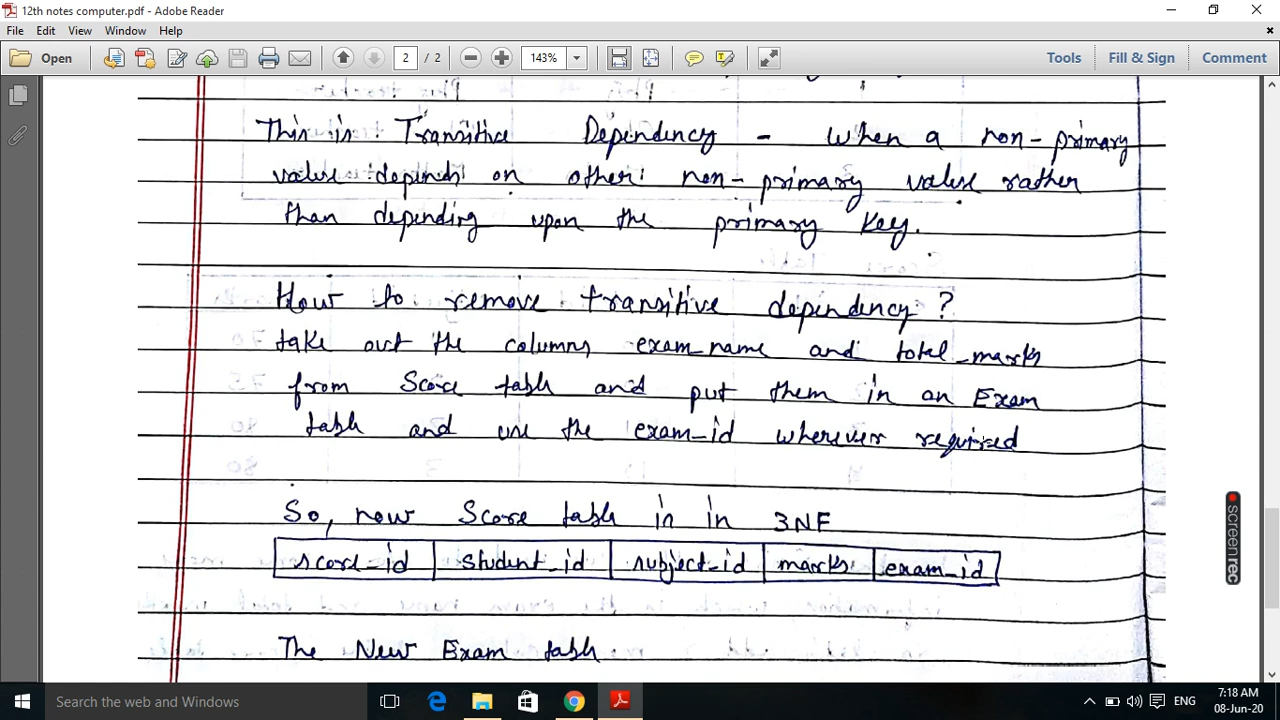 12th notes computer.pdf - Adobe Reader
File Edit View Window Help
Open 2 / 2 143% Tools Fill & Sign Comment
This is Transitive Dependency - When a non-primary
value depends on other non-primary value rather
than depending upon the primary key.
How to remove transitive dependency?
take out the columns exam_name and total_marks
from Score table and put them in an Exam
table and use the exam_id wherever required
So, now Score table in in 3NF
score_id student_id subject_id marks exam_id
The New Exam table
screenrec
Search the web and Windows
ENG
7:18 AM
08-Jun-20